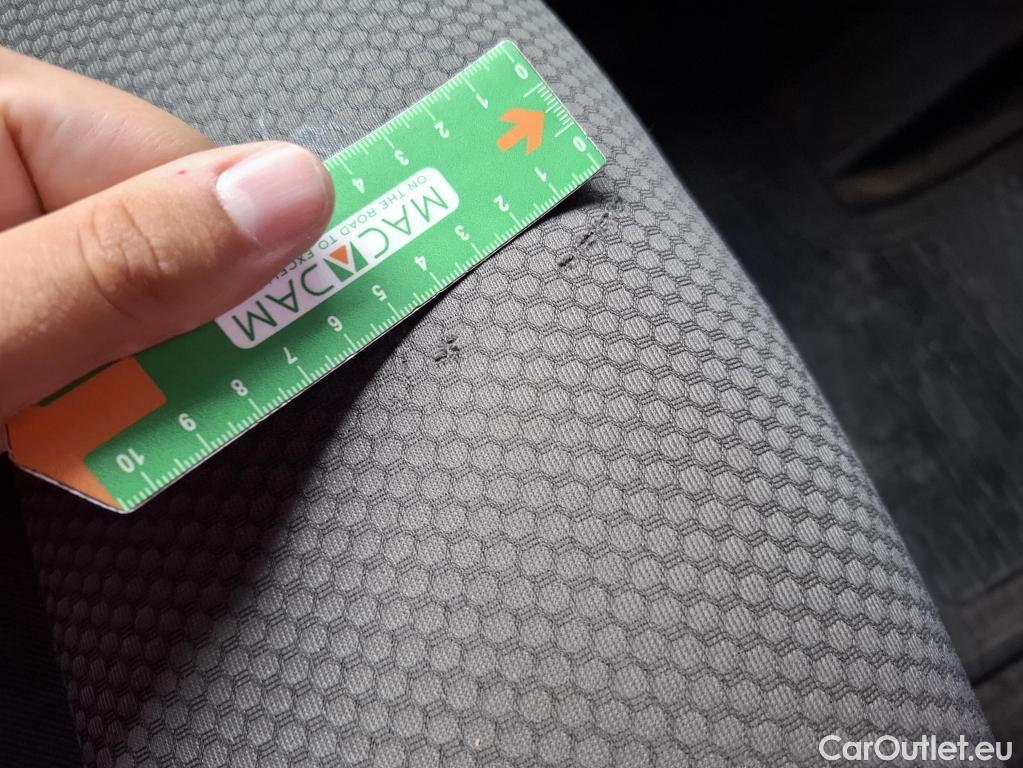 0 1 2 3 4
MACADAM
ON THE ROAD TO EXCEL
0 1 2 3 4 5 6 7 8 9 10
CarOutlet.eu